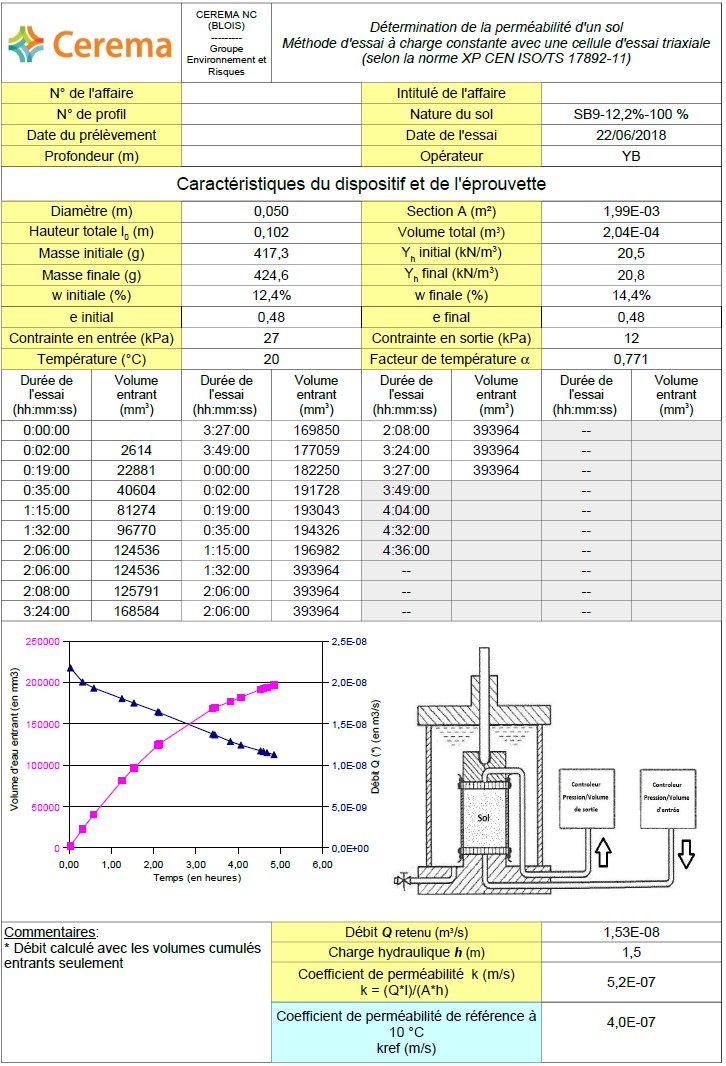 Cerema
CEREMA NC
(BLOIS)
---------
Groupe
Environnement et
Risques
Détermination de la perméabilité d'un sol
Méthode d'essai à charge constante avec une cellule d'essai triaxiale
(selon la norme XP CEN ISO/TS 17892-11)
N° de l'affaire Intitulé de l'affaire
N° de profil Nature du sol SB9-12,2%-100 %
Date du prélèvement Date de l'essai 22/06/2018
Profondeur (m) Opérateur YB
Caractéristiques du dispositif et de l'éprouvette
Diamètre (m) 0,050 Section A (m²) 1,99E-03
Hauteur totale l0 (m) 0,102 Volume total (m³) 2,04E-04
Masse initiale (g) 417,3 Yh initial (kN/m³) 20,5
Masse finale (g) 424,6 Yh final (kN/m³) 20,8
w initiale (%) 12,4% w finale (%) 14,4%
e initial 0,48 e final 0,48
Contrainte en entrée (kPa) 27 Contrainte en sortie (kPa) 12
Température (°C) 20 Facteur de température α 0,771
Durée de Volume Durée de Volume Durée de Volume Durée de Volume
l'essai entrant l'essai entrant l'essai entrant l'essai entrant
(hh:mm:ss) (mm³) (hh:mm:ss) (mm³) (hh:mm:ss) (mm³) (hh:mm:ss) (mm³)
0:00:00 3:27:00 169850 2:08:00 393964 --
0:02:00 2614 3:49:00 177059 3:24:00 393964 --
0:19:00 22881 0:00:00 182250 3:27:00 393964 --
0:35:00 40604 0:02:00 191728 3:49:00 --
1:15:00 81274 0:19:00 193043 4:04:00 --
1:32:00 96770 0:35:00 194326 4:32:00 --
2:06:00 124536 1:15:00 196982 4:36:00 --
2:06:00 124536 1:32:00 393964 -- --
2:08:00 125791 2:06:00 393964 -- --
3:24:00 168584 2:06:00 393964 -- --
250000 2,5E-08
200000 2,0E-08
150000 1,5E-08
100000 1,0E-08
50000 5,0E-09
0 0,0E+00
0,00 1,00 2,00 3,00 4,00 5,00 6,00
Temps (en heures)
Volume d'eau entrant (en mm3)
Débit Q (*) (en m3/s)
Sol
Controleur
Pression/Volume
de sortie
Controleur
Pression/Volume
d'entrée
Commentaires:
* Débit calculé avec les volumes cumulés
entrants seulement
Débit Q retenu (m³/s) 1,53E-08
Charge hydraulique h (m) 1,5
Coefficient de perméabilité k (m/s)
k = (Q*l)/(A*h)
5,2E-07
Coefficient de perméabilité de référence à
10 °C
kref (m/s)
4,0E-07